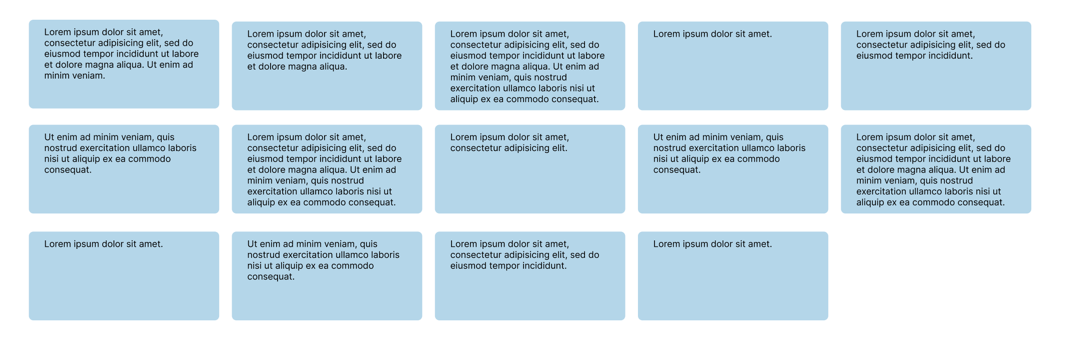 Lorem ipsum dolor sit amet,
consectetur adipisicing elit, sed do
eiusmod tempor incididunt ut labore
et dolore magna aliqua. Ut enim ad
minim veniam.
Lorem ipsum dolor sit amet,
consectetur adipisicing elit, sed do
eiusmod tempor incididunt ut labore
et dolore magna aliqua.
Lorem ipsum dolor sit amet,
consectetur adipisicing elit, sed do
eiusmod tempor incididunt ut labore
et dolore magna aliqua. Ut enim ad
minim veniam, quis nostrud
exercitation ullamco laboris nisi ut
aliquip ex ea commodo consequat.
Lorem ipsum dolor sit amet.
Lorem ipsum dolor sit amet,
consectetur adipisicing elit, sed do
eiusmod tempor incididunt.
Ut enim ad minim veniam, quis
nostrud exercitation ullamco laboris
nisi ut aliquip ex ea commodo
consequat.
Lorem ipsum dolor sit amet,
consectetur adipisicing elit, sed do
eiusmod tempor incididunt ut labore
et dolore magna aliqua. Ut enim ad
minim veniam, quis nostrud
exercitation ullamco laboris nisi ut
aliquip ex ea commodo consequat.
Lorem ipsum dolor sit amet,
consectetur adipisicing elit.
Ut enim ad minim veniam, quis
nostrud exercitation ullamco laboris
nisi ut aliquip ex ea commodo
consequat.
Lorem ipsum dolor sit amet,
consectetur adipisicing elit, sed do
eiusmod tempor incididunt ut labore
et dolore magna aliqua. Ut enim ad
minim veniam, quis nostrud
exercitation ullamco laboris nisi ut
aliquip ex ea commodo consequat.
Lorem ipsum dolor sit amet.
Ut enim ad minim veniam, quis
nostrud exercitation ullamco laboris
nisi ut aliquip ex ea commodo
consequat.
Lorem ipsum dolor sit amet,
consectetur adipisicing elit, sed do
eiusmod tempor incididunt.
Lorem ipsum dolor sit amet.